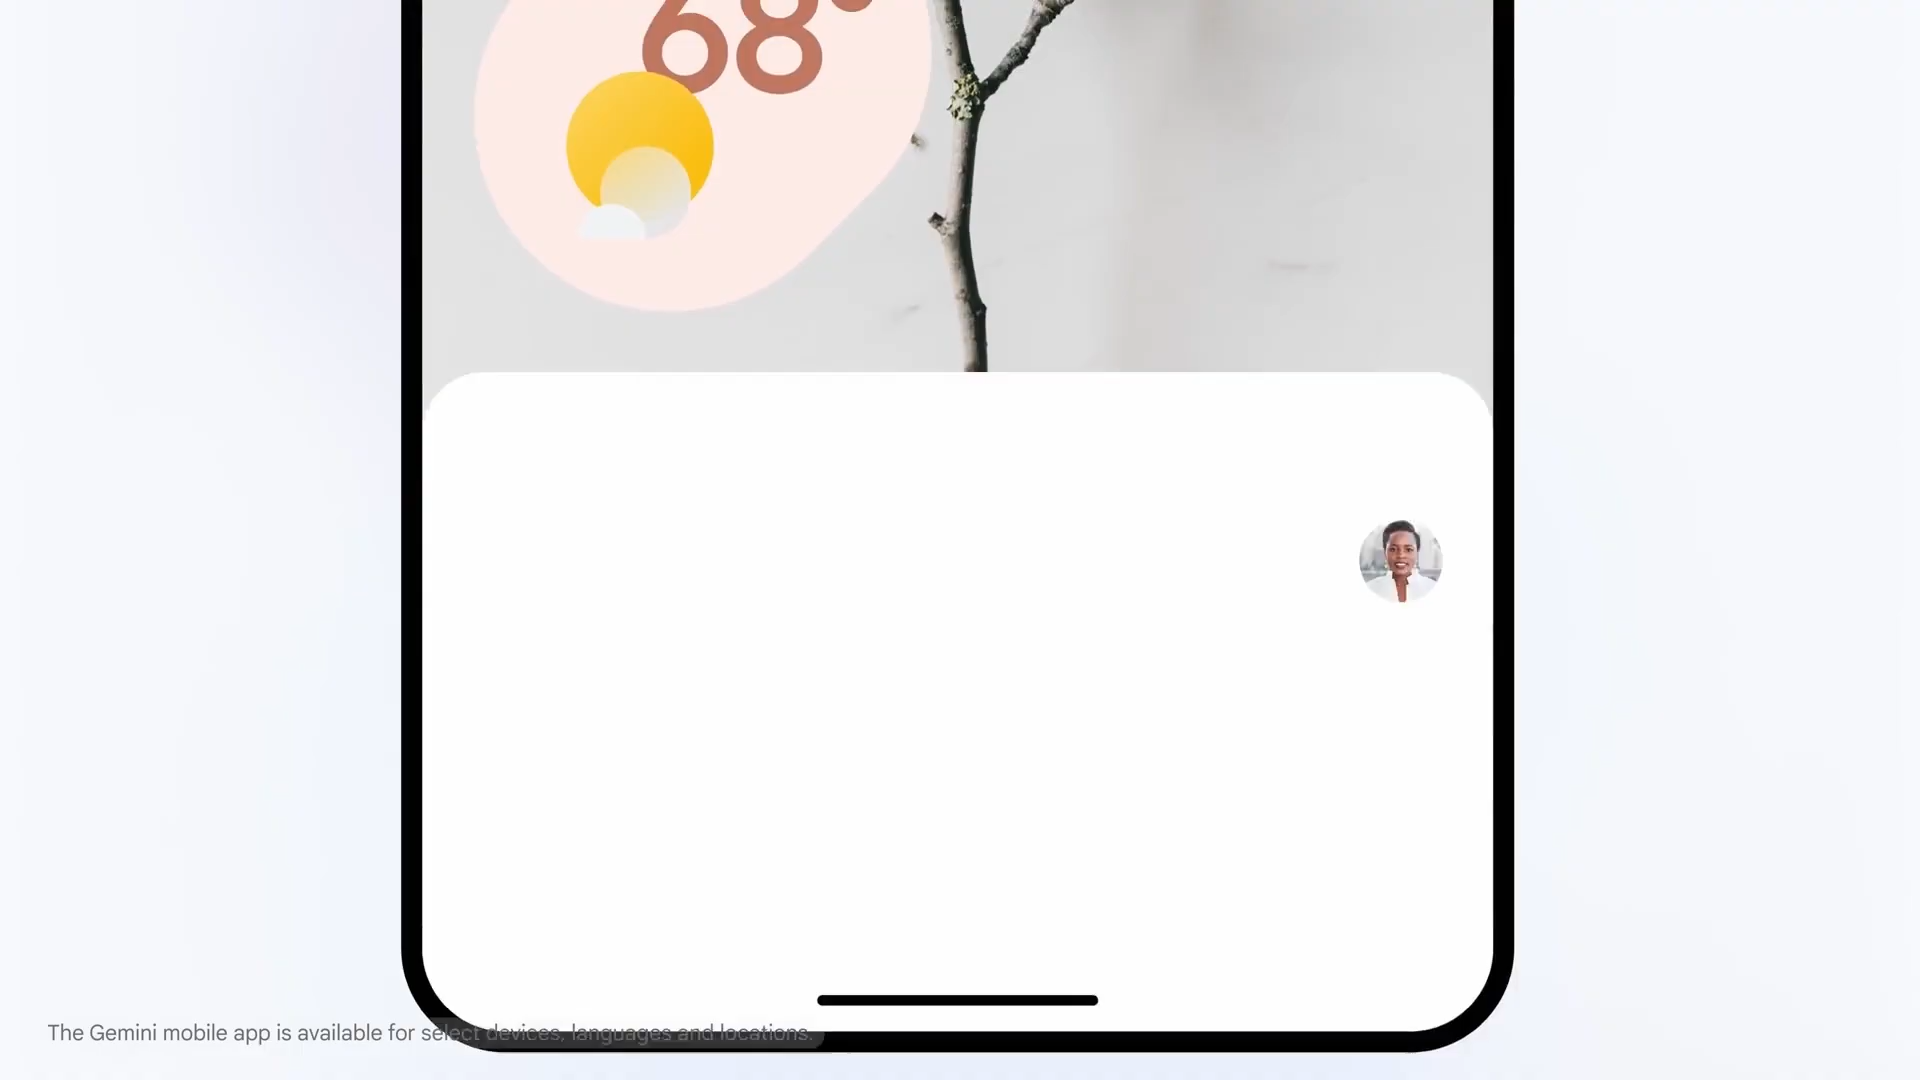 68°
The Gemini mobile app is available for select devices, languages and locations.